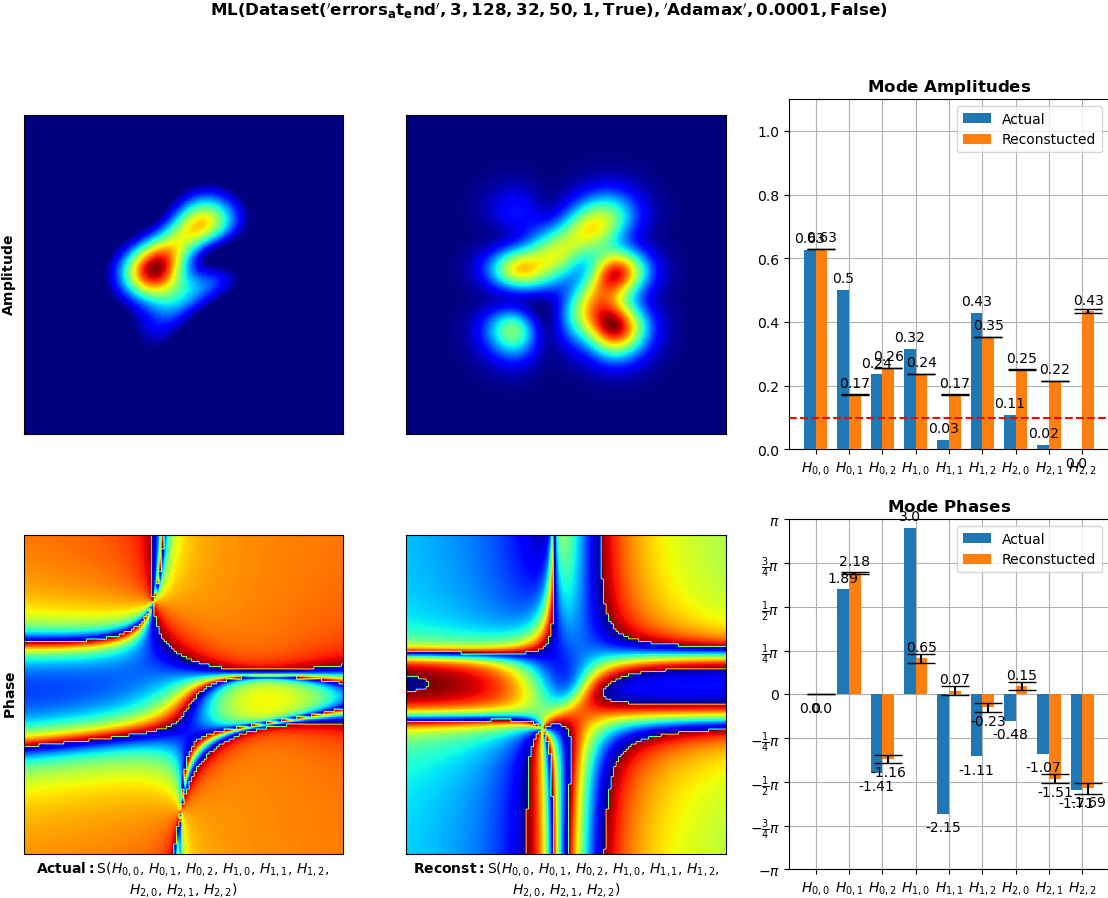 ML(Dataset('errorsₐtₑnd', 3, 128, 32, 50, 1, True), 'Adamax', 0.0001, False)
Amplitude
Mode Amplitudes
Actual
Reconstucted
1.0
0.8
0.6
0.4
0.2
0.0
0.63
0.63
0.5
0.17
0.24
0.26
0.32
0.24
0.03
0.17
0.43
0.35
0.11
0.25
0.02
0.22
0.0
0.43
H₀,₀ H₀,₁ H₀,₂ H₁,₀ H₁,₁ H₁,₂ H₂,₀ H₂,₁ H₂,₂
Phase
Mode Phases
Actual
Reconstucted
π
¾π
½π
¼π
0
−¼π
−½π
−¾π
−π
0.0
0.0
1.89
2.18
-1.41
-1.16
3.0
0.65
-2.15
0.07
-1.11
-0.23
-0.48
0.15
-1.07
-1.51
-1.71
-1.69
H₀,₀ H₀,₁ H₀,₂ H₁,₀ H₁,₁ H₁,₂ H₂,₀ H₂,₁ H₂,₂
Actual: S(H₀,₀, H₀,₁, H₀,₂, H₁,₀, H₁,₁, H₁,₂,
H₂,₀, H₂,₁, H₂,₂)
Reconst: S(H₀,₀, H₀,₁, H₀,₂, H₁,₀, H₁,₁, H₁,₂,
H₂,₀, H₂,₁, H₂,₂)